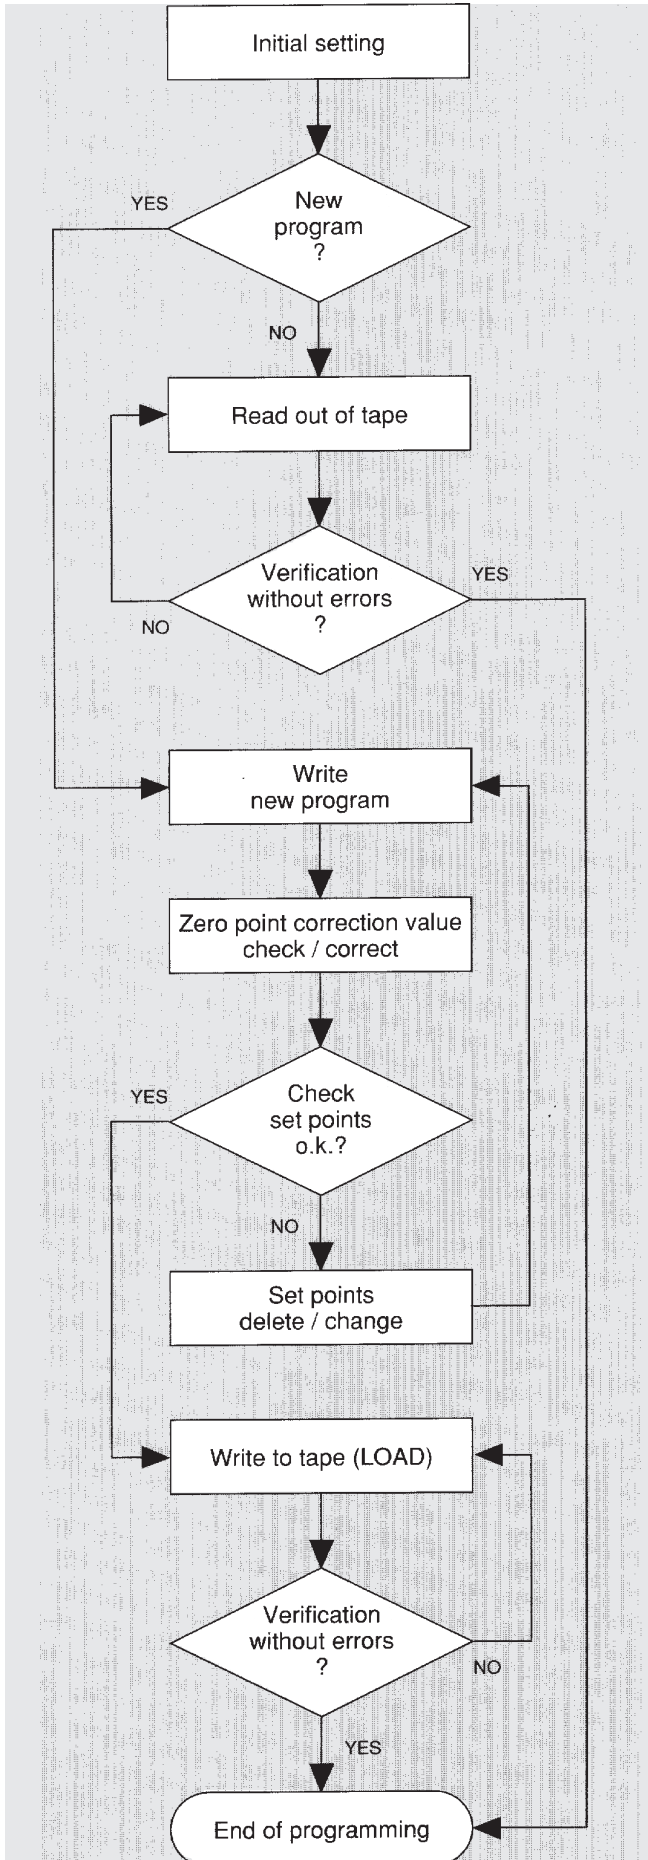 Initial setting
YES
New
program
?
NO
Read out of tape
Verification
without errors
?
YES
NO
Write
new program
Zero point correction value
check / correct
YES
Check
set points
o.k.?
NO
Set points
delete / change
Write to tape (LOAD)
Verification
without errors
?
NO
YES
End of programming